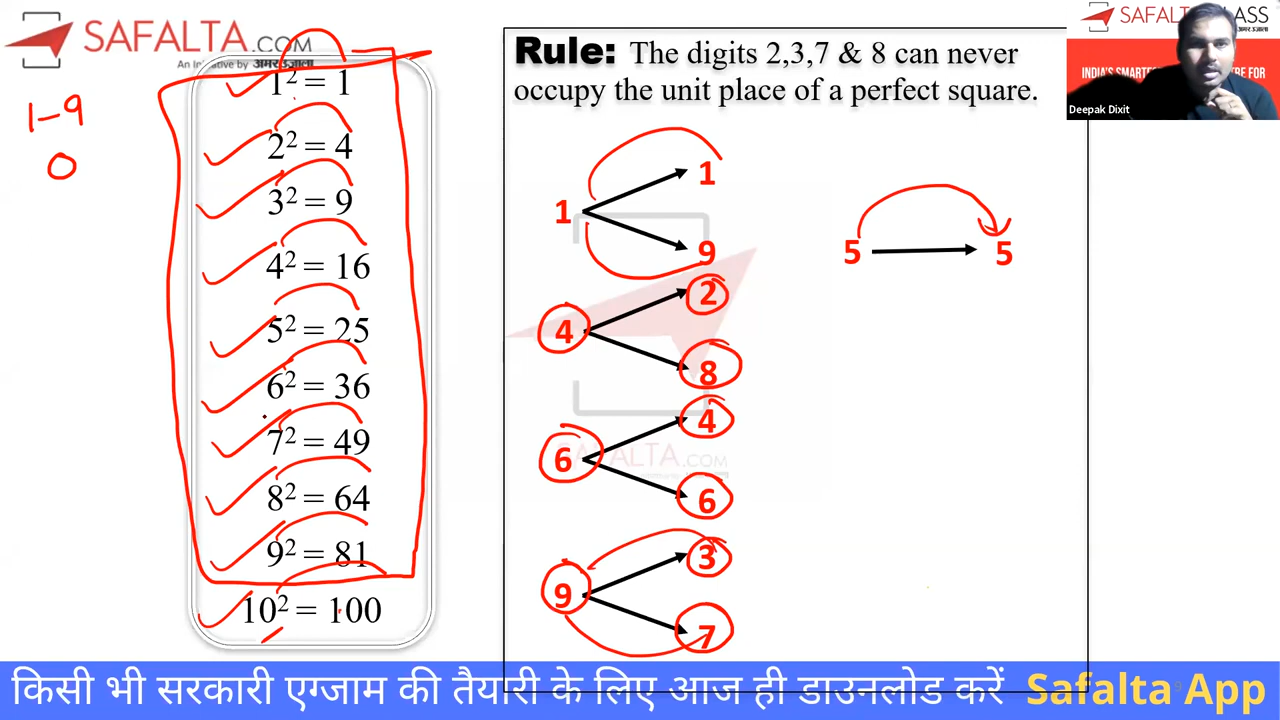 SAFALTA
.com
An Initiative by अमर उजाला
1-9
0
1² = 1
2² = 4
3² = 9
4² = 16
5² = 25
6² = 36
7² = 49
8² = 64
9² = 81
10² = 100
Rule: The digits 2,3,7 & 8 can never
occupy the unit place of a perfect square.
1
1
9
4
2
8
6
4
6
9
3
7
5
5
SAFALTA.COM
SAFALTA CLASS
INDIA'S
FOR
Deepak Dixit
किसी भी सरकारी एग्जाम की तैयारी के लिए आज ही डाउनलोड करें Safalta App